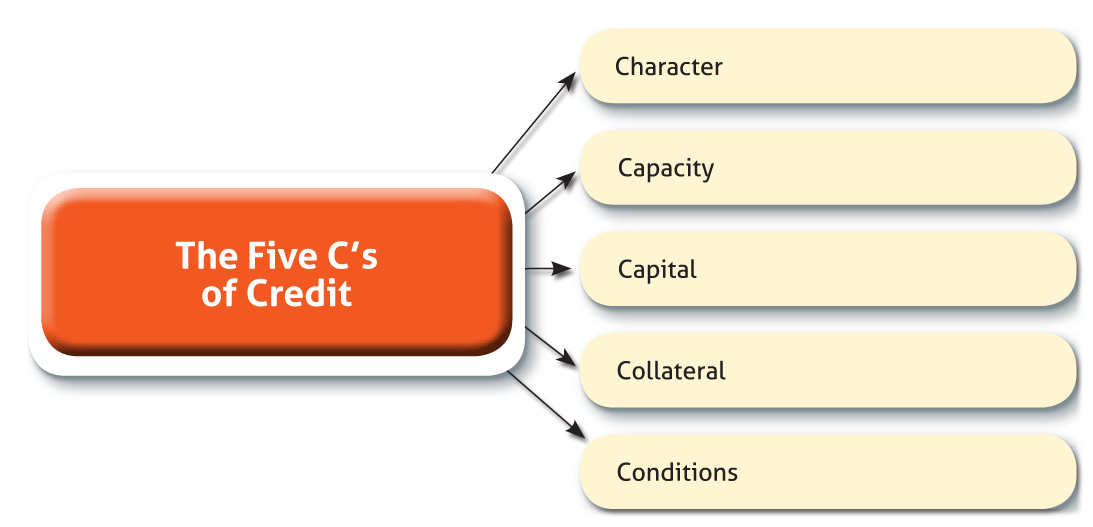 The Five C’s
of Credit
Character
Capacity
Capital
Collateral
Conditions